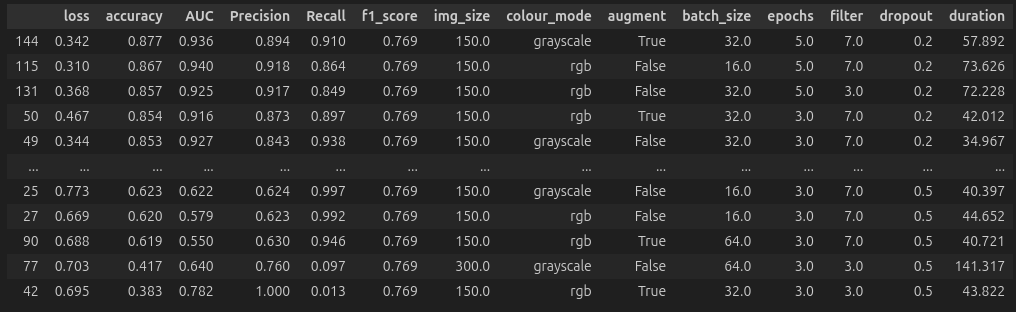 loss accuracy AUC Precision Recall f1_score img_size colour_mode augment batch_size epochs filter dropout duration
144 0.342 0.877 0.936 0.894 0.910 0.769 150.0 grayscale True 32.0 5.0 7.0 0.2 57.892
115 0.310 0.867 0.940 0.918 0.864 0.769 150.0 rgb False 16.0 5.0 7.0 0.2 73.626
131 0.368 0.857 0.925 0.917 0.849 0.769 150.0 rgb False 32.0 5.0 3.0 0.2 72.228
50 0.467 0.854 0.916 0.873 0.897 0.769 150.0 rgb True 32.0 3.0 7.0 0.2 42.012
49 0.344 0.853 0.927 0.843 0.938 0.769 150.0 grayscale False 32.0 3.0 7.0 0.2 34.967
... ... ... ... ... ... ... ... ... ... ... ... ... ... ...
25 0.773 0.623 0.622 0.624 0.997 0.769 150.0 grayscale False 16.0 3.0 7.0 0.5 40.397
27 0.669 0.620 0.579 0.623 0.992 0.769 150.0 rgb False 16.0 3.0 7.0 0.5 44.652
90 0.688 0.619 0.550 0.630 0.946 0.769 150.0 rgb True 64.0 3.0 7.0 0.5 40.721
77 0.703 0.417 0.640 0.760 0.097 0.769 300.0 grayscale False 64.0 3.0 3.0 0.5 141.317
42 0.695 0.383 0.782 1.000 0.013 0.769 150.0 rgb True 32.0 3.0 3.0 0.5 43.822